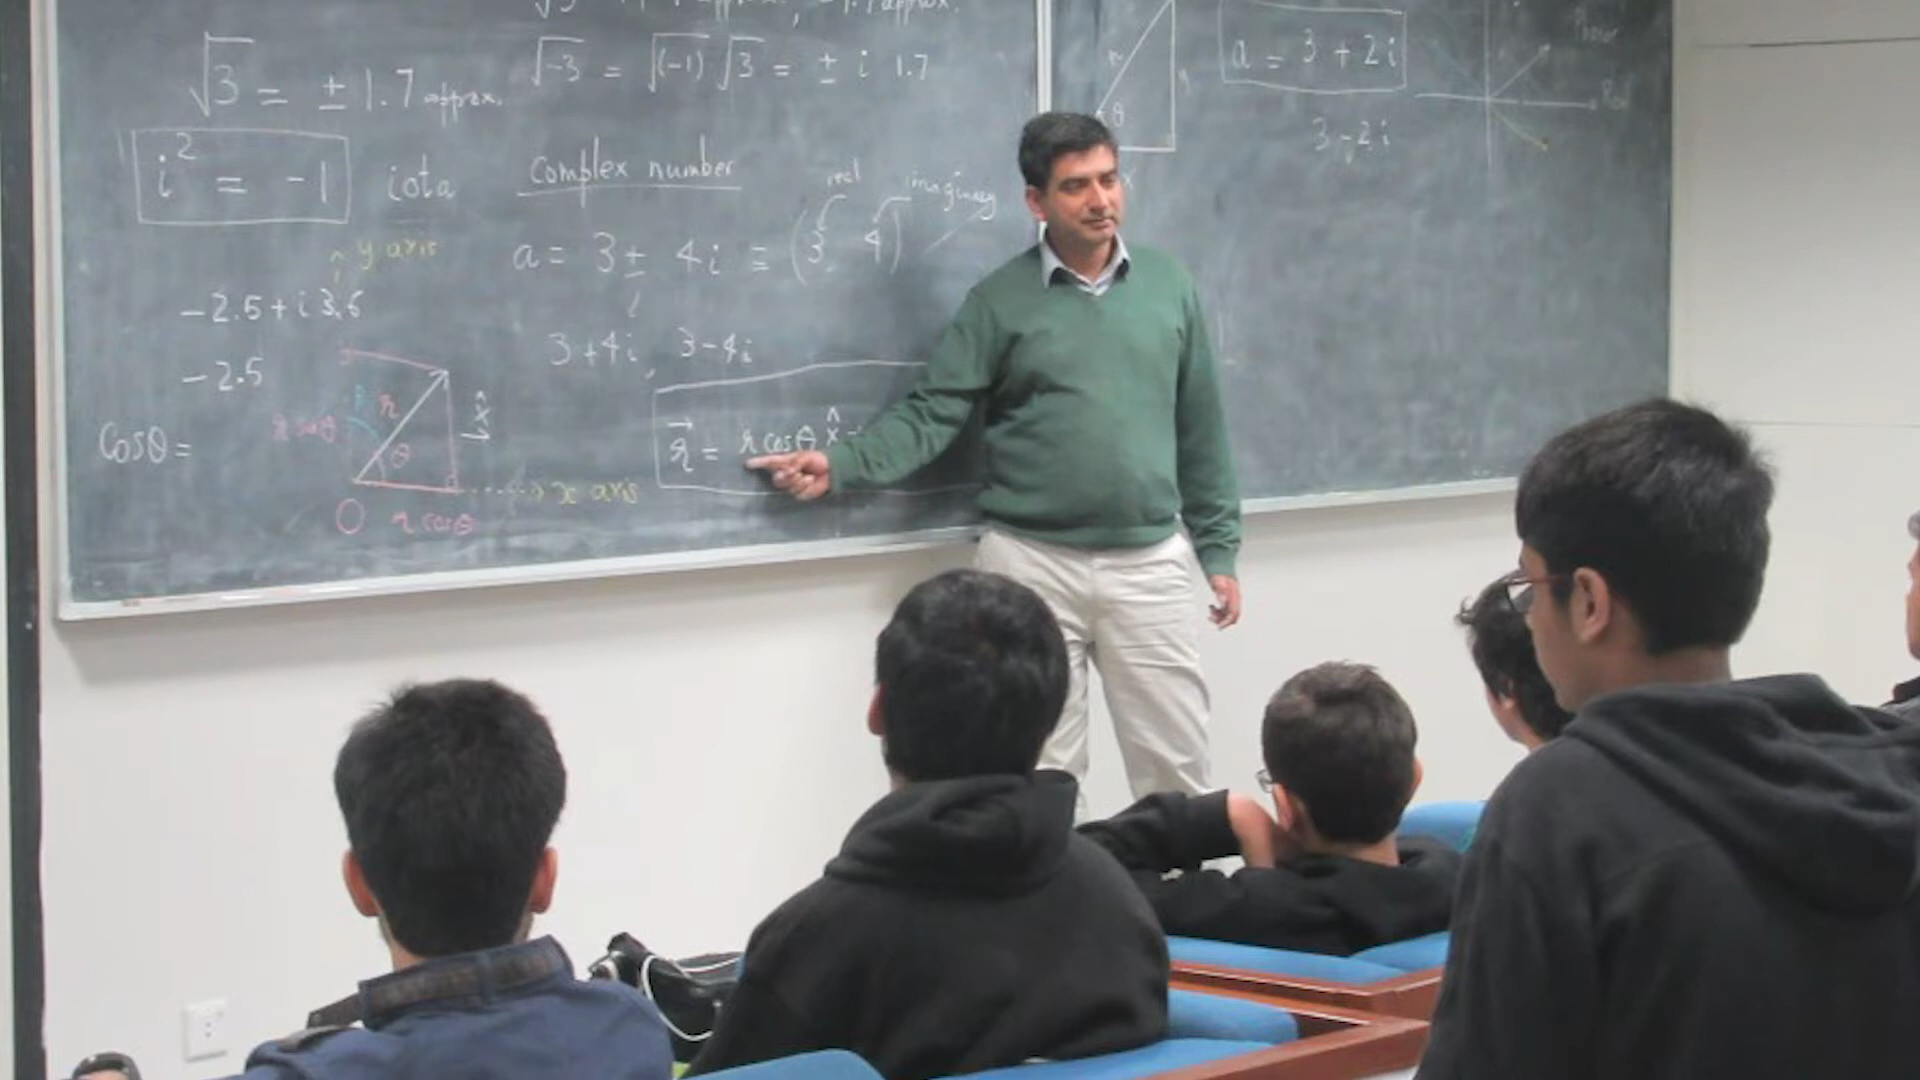 √3 = ± 1.7 approx.
√-3 = √(-1) √3 = ± i 1.7
i² = -1 iota
Complex number
real imaginary
a = 3 ± 4i ≡ (3, 4)
3+4i, 3-4i
y axis
-2.5 + i 3.6
-2.5
Cosθ =
r
θ
x̂
x axis
O r cosθ
r⃗ = r cosθ x̂
a = 3 + 2i
3 - 2i
r
θ
x
Real